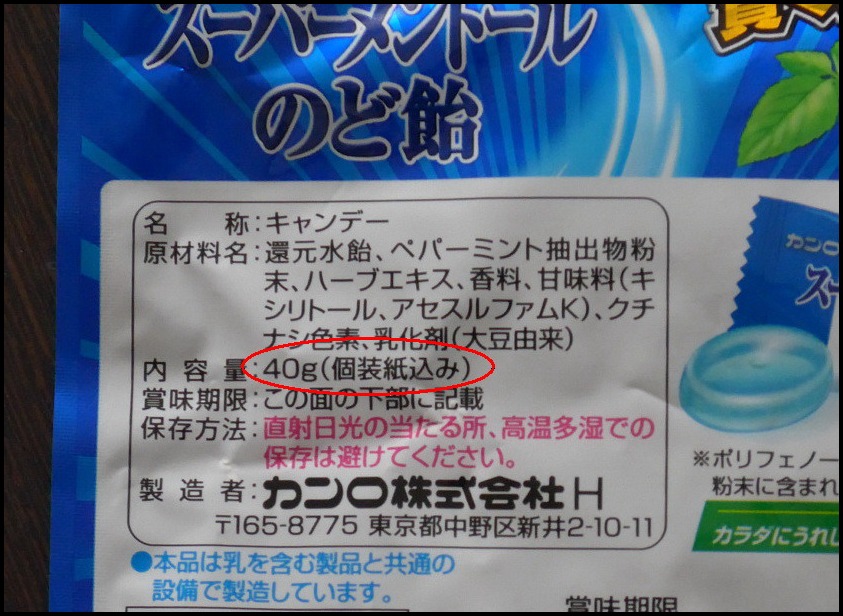 スーパーメントール
のど飴
名称：キャンデー
原材料名：還元水飴、ペパーミント抽出物粉
末、ハーブエキス、香料、甘味料（キ
シリトール、アセスルファムK）、クチ
ナシ色素、乳化剤（大豆由来）
内容量：40g（個装紙込み）
賞味期限：この面の下部に記載
保存方法：直射日光の当たる所、高温多湿での
保存は避けてください。
製造者：カンロ株式会社H
〒165-8775 東京都中野区新井2-10-11
●本品は乳を含む製品と共通の
設備で製造しています。
カンロ
スー
※ポリフェノー
粉末に含まれ
カラダにうれし
賞味期限